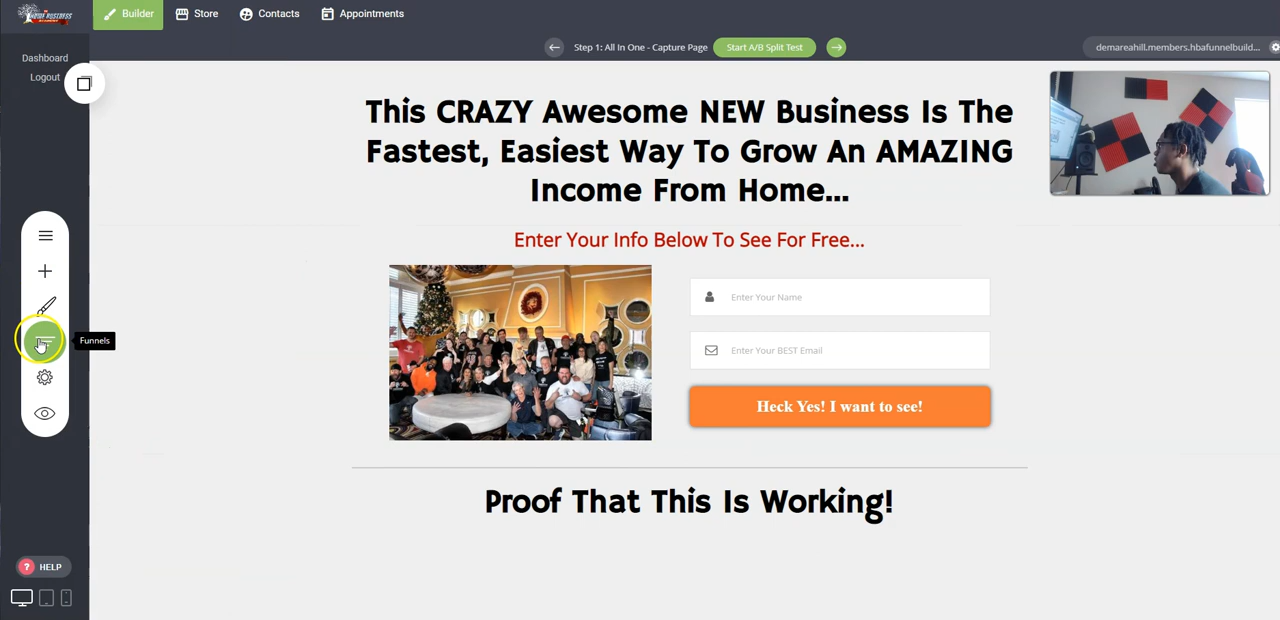 HOME BUSINESS
Builder
Store
Contacts
Appointments
Dashboard
Logout
Step 1: All In One - Capture Page
Start A/B Split Test
demareahill.members.hbafunnelbuild...
This CRAZY Awesome NEW Business Is The
Fastest, Easiest Way To Grow An AMAZING
Income From Home...
Enter Your Info Below To See For Free...
Enter Your Name
Enter Your BEST Email
Heck Yes! I want to see!
Funnels
Proof That This Is Working!
? HELP